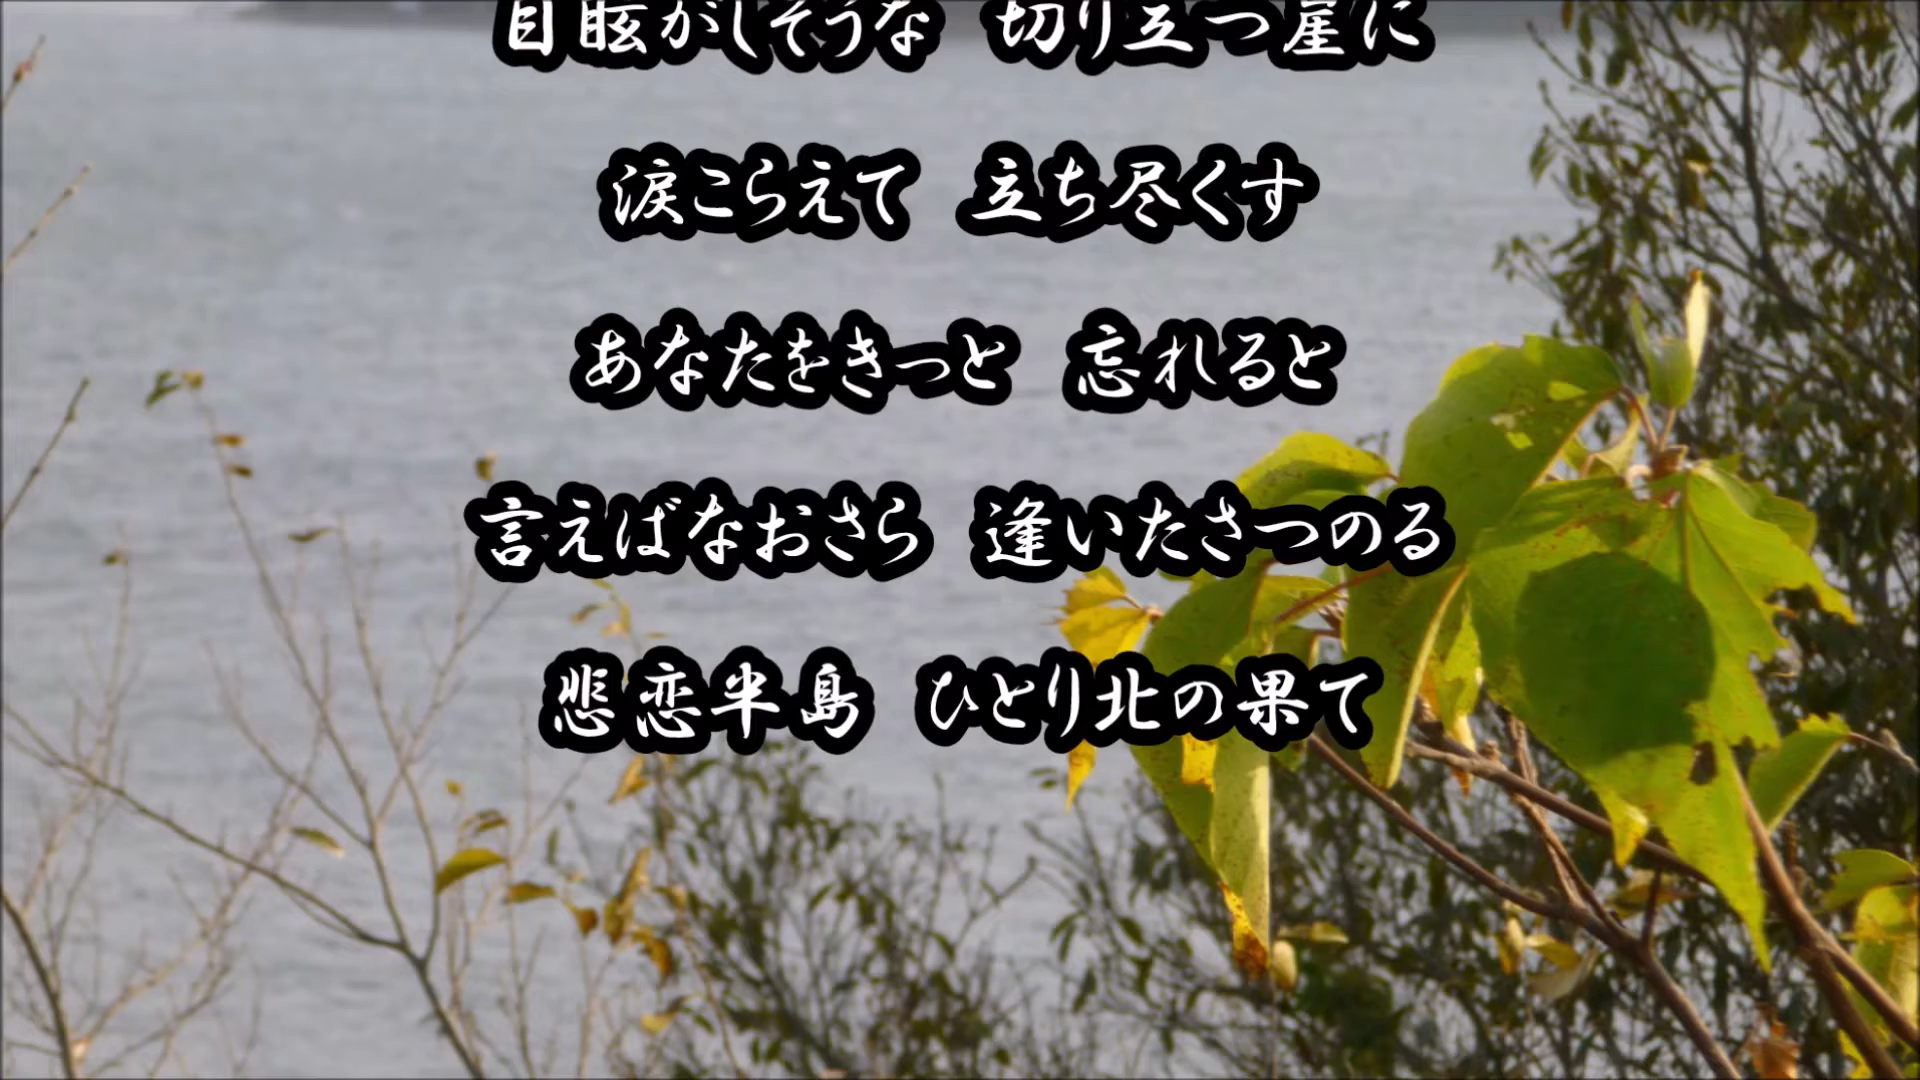 目眩がしそうな　切り立つ崖に
涙こらえて　立ち尽くす
あなたをきっと　忘れると
言えばなおさら　逢いたさつのる
悲恋半島　ひとり北の果て